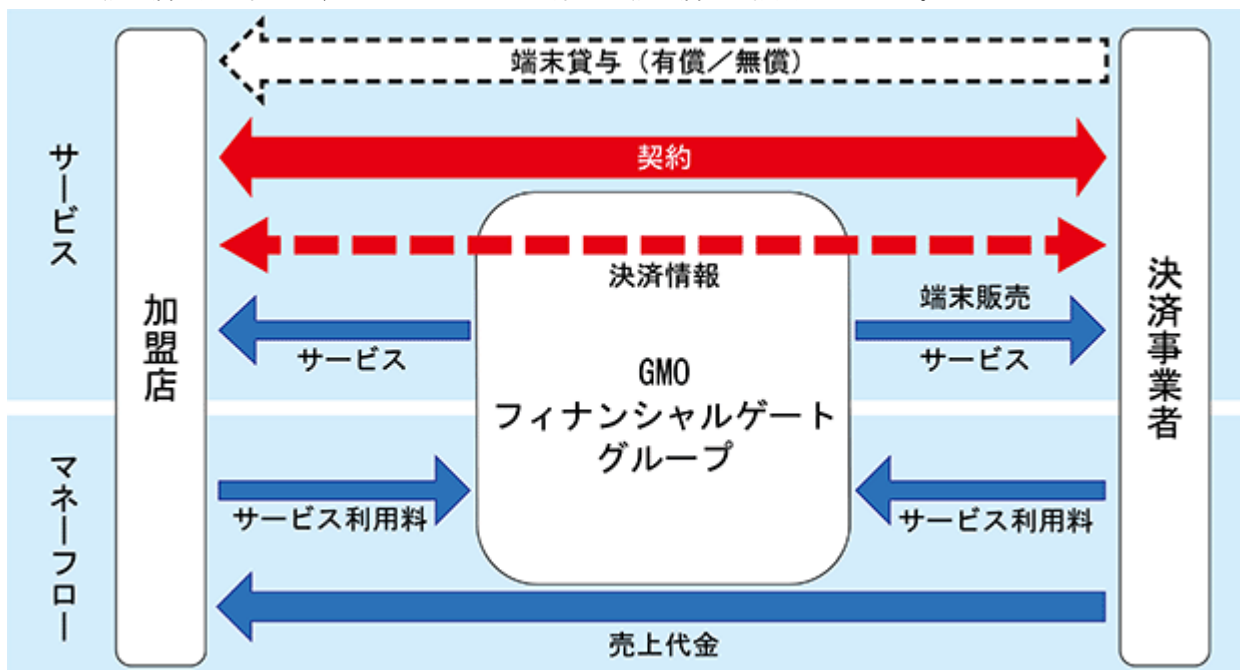 端末貸与（有償／無償）
契約
サービス
決済情報
端末販売
サービス
サービス
加盟店
決済事業者
GMO
フィナンシャルゲート
グループ
マネーフロー
サービス利用料
サービス利用料
売上代金